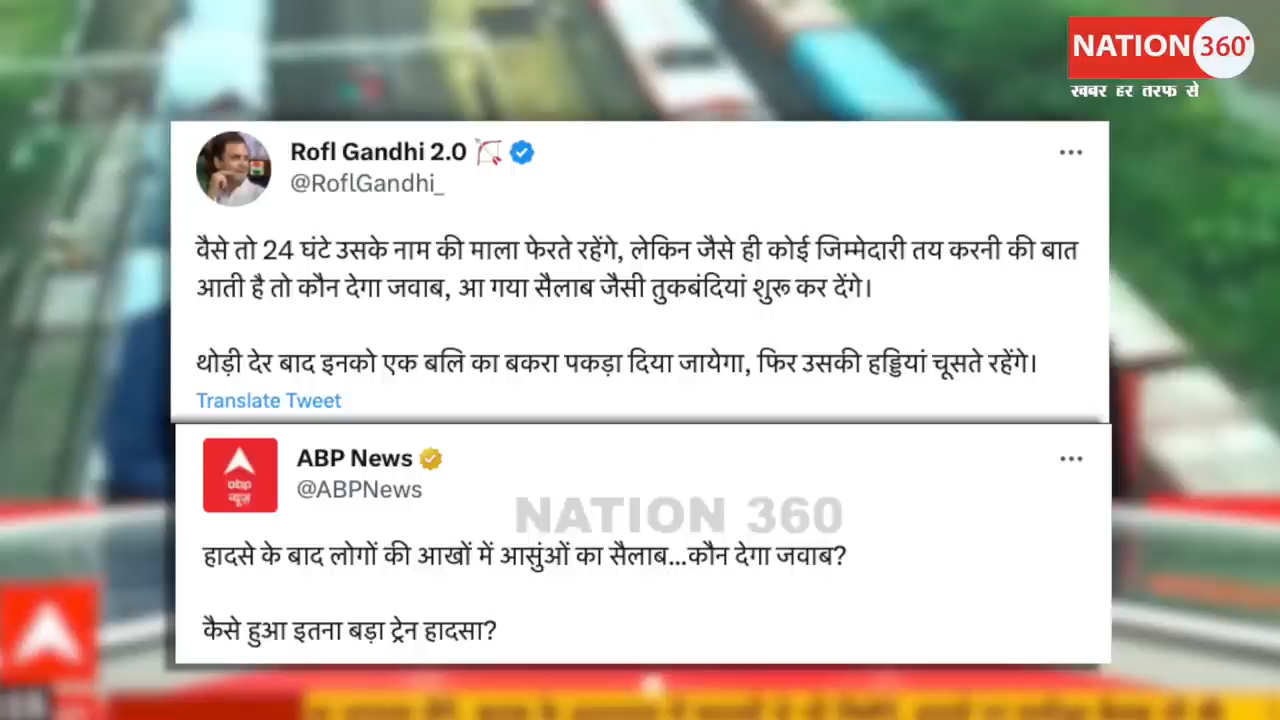 NATION 360
खबर हर तरफ से
Rofl Gandhi 2.0
@RoflGandhi_
वैसे तो 24 घंटे उसके नाम की माला फेरते रहेंगे, लेकिन जैसे ही कोई जिम्मेदारी तय करनी की बात
आती है तो कौन देगा जवाब, आ गया सैलाब जैसी तुकबंदियां शुरू कर देंगे।
थोड़ी देर बाद इनको एक बलि का बकरा पकड़ा दिया जायेगा, फिर उसकी हड्डियां चूसते रहेंगे।
Translate Tweet
abp
न्यूज़
ABP News
@ABPNews
NATION 360
हादसे के बाद लोगों की आखों में आसुंओं का सैलाब...कौन देगा जवाब?
कैसे हुआ इतना बड़ा ट्रेन हादसा?